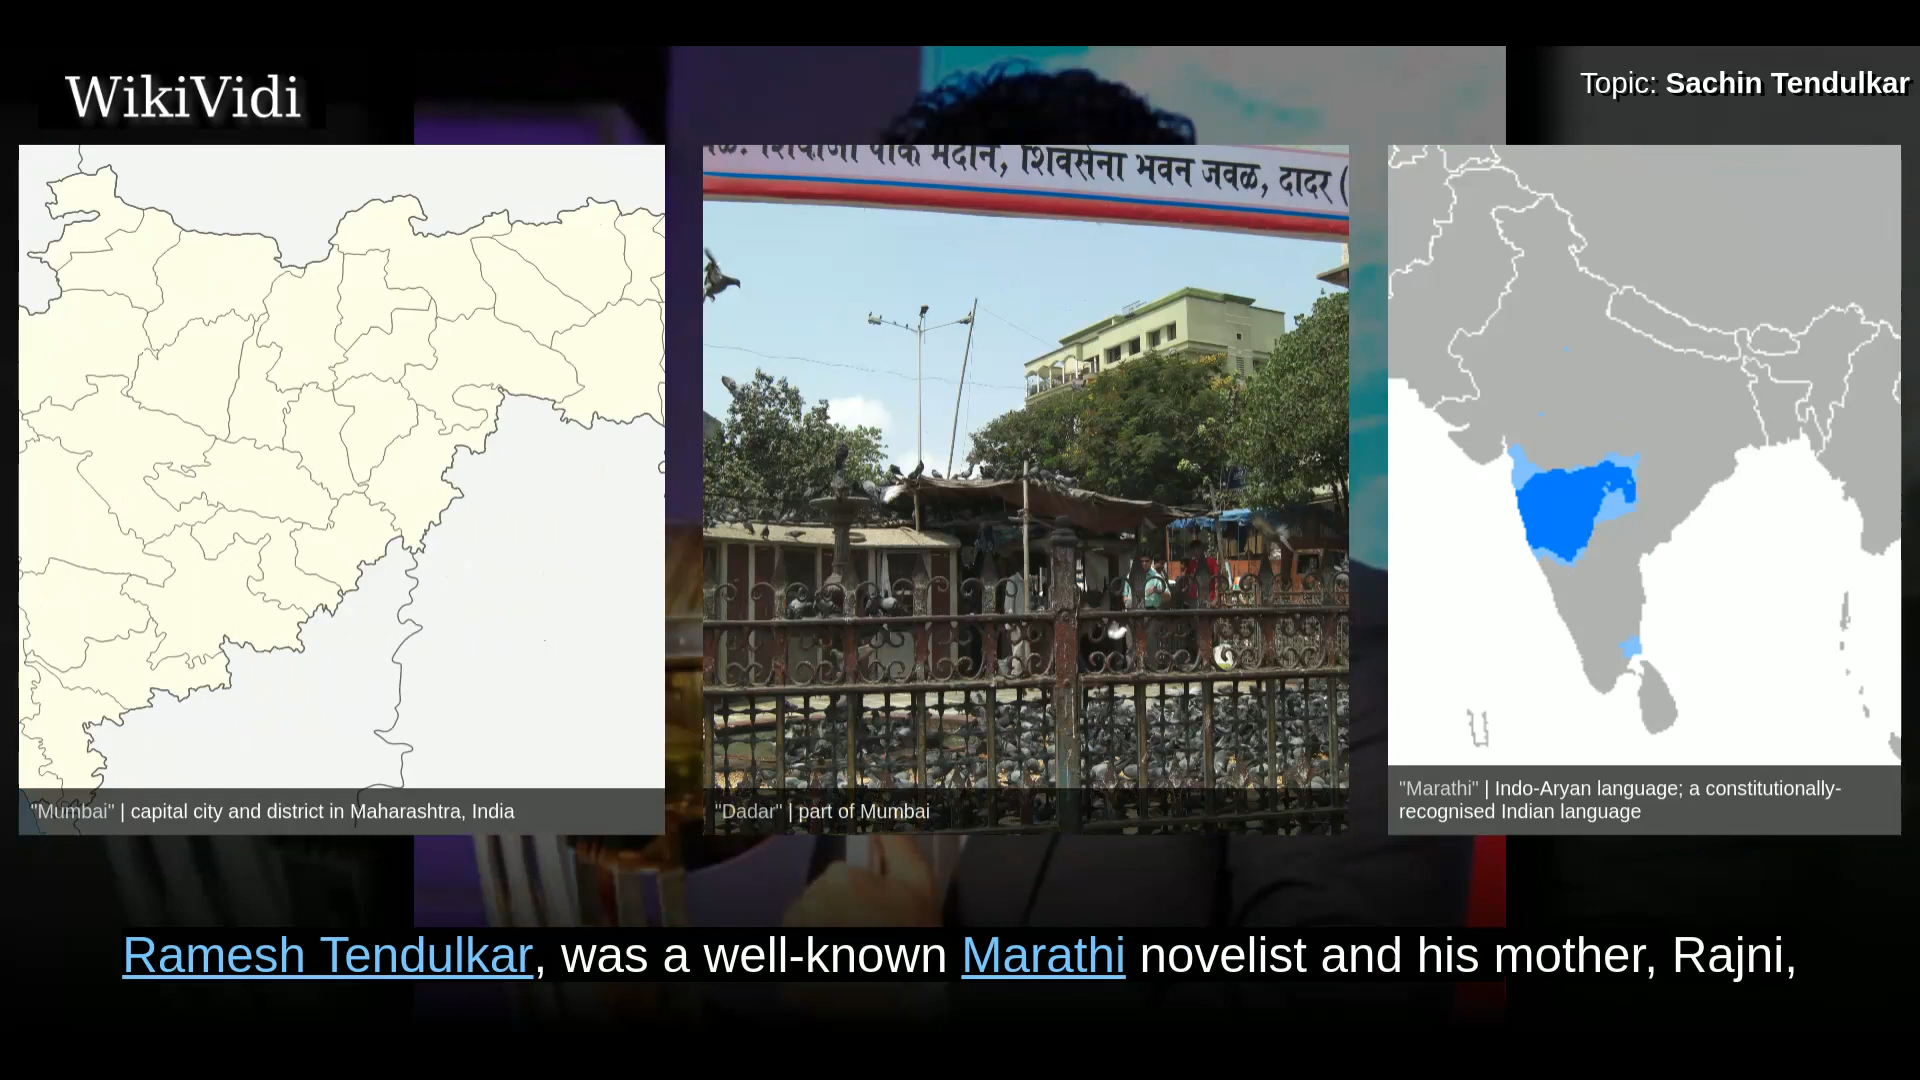 WikiVidi
Topic: Sachin Tendulkar
शिवाजी पार्क मैदान, शिवसेना भवन जवळ, दादर (
"Mumbai" | capital city and district in Maharashtra, India
"Dadar" | part of Mumbai
"Marathi" | Indo-Aryan language; a constitutionally-
recognised Indian language
Ramesh Tendulkar, was a well-known Marathi novelist and his mother, Rajni,